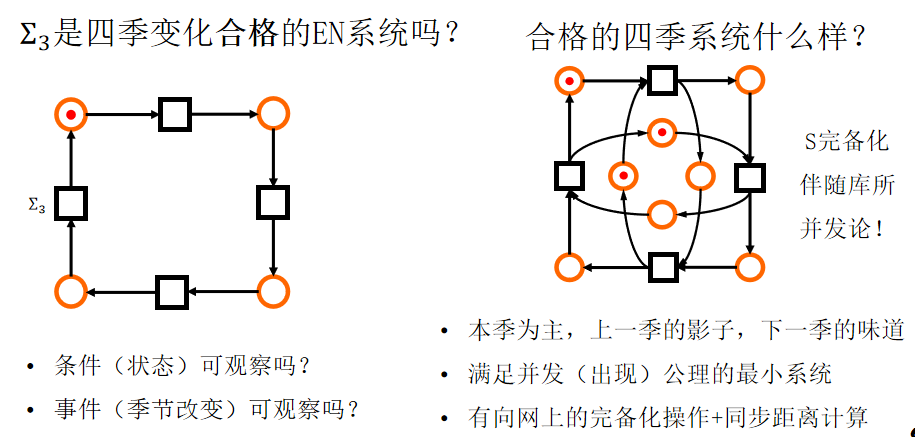 Σ₃是四季变化合格的EN系统吗？
合格的四季系统什么样？
Σ₃
S完备化
伴随库所
并发论！
• 条件（状态）可观察吗？
• 事件（季节改变）可观察吗？
• 本季为主，上一季的影子，下一季的味道
• 满足并发（出现）公理的最小系统
• 有向网上的完备化操作+同步距离计算